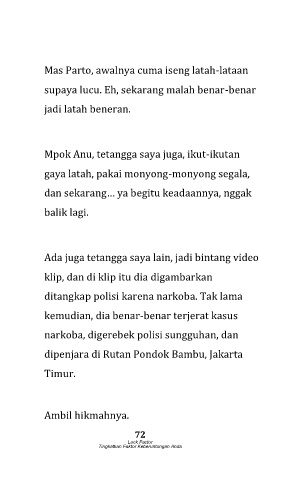 Mas Parto, awalnya cuma iseng latah-lataan
supaya lucu. Eh, sekarang malah benar-benar
jadi latah beneran.
Mpok Anu, tetangga saya juga, ikut-ikutan
gaya latah, pakai monyong-monyong segala,
dan sekarang… ya begitu keadaannya, nggak
balik lagi.
Ada juga tetangga saya lain, jadi bintang video
klip, dan di klip itu dia digambarkan
ditangkap polisi karena narkoba. Tak lama
kemudian, dia benar-benar terjerat kasus
narkoba, digerebek polisi sungguhan, dan
dipenjara di Rutan Pondok Bambu, Jakarta
Timur.
Ambil hikmahnya.
72
Luck Factor
Tingkatkan Faktor Keberuntungan Anda